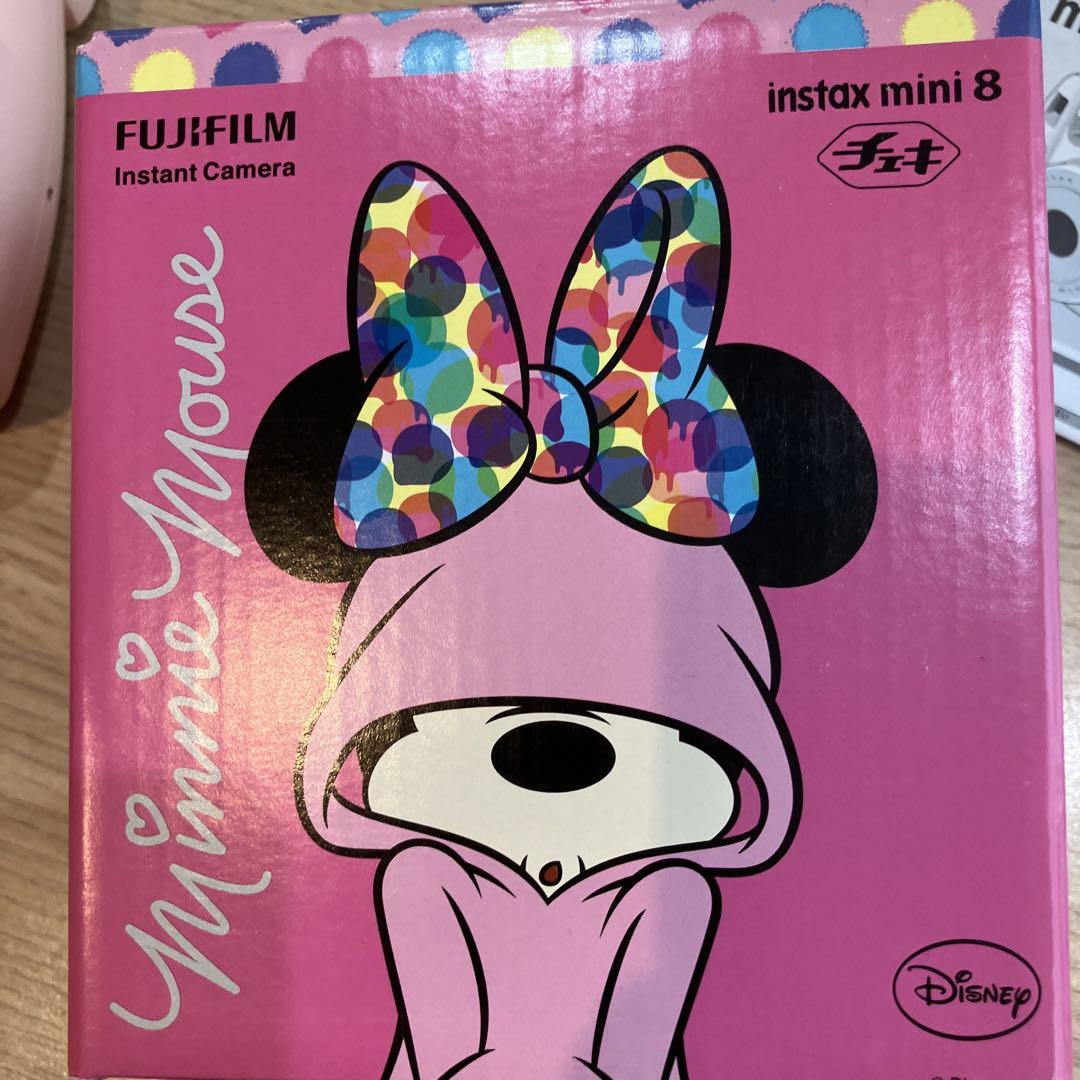 FUJIFILM
Instant Camera
instax mini 8
チェキ
Minnie Mouse
Disney